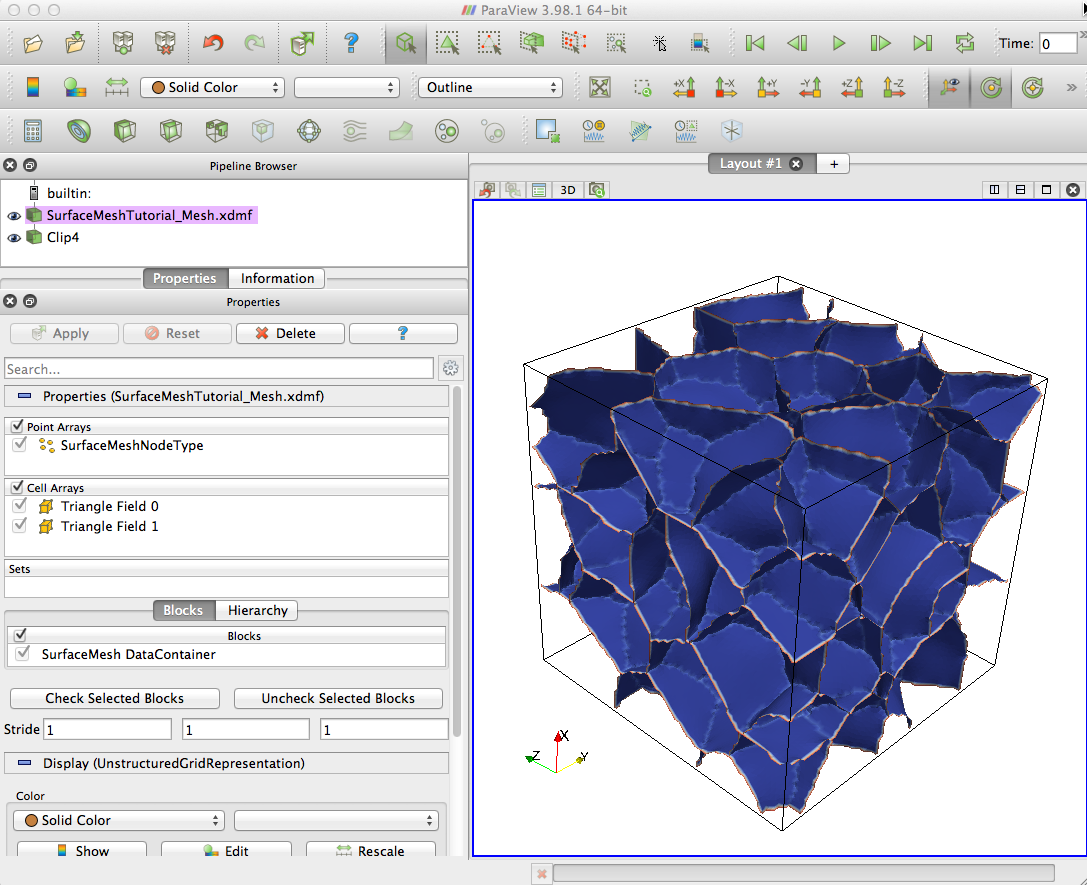 ParaView 3.98.1 64-bit
?
Time: 0
»
Solid Color
Outline
+X
-X
+Y
-Y
+Z
-Z
»
Pipeline Browser
Layout #1
+
builtin:
3D
SurfaceMeshTutorial_Mesh.xdmf
Clip4
Properties
Information
Properties
Apply
Reset
Delete
?
Search...
Properties (SurfaceMeshTutorial_Mesh.xdmf)
Point Arrays
SurfaceMeshNodeType
Cell Arrays
Triangle Field 0
Triangle Field 1
Sets
Blocks
Hierarchy
Blocks
SurfaceMesh DataContainer
Check Selected Blocks
Uncheck Selected Blocks
Stride 1 1 1
Display (UnstructuredGridRepresentation)
Color
Solid Color
Show
Edit
Rescale
X
Z
Y